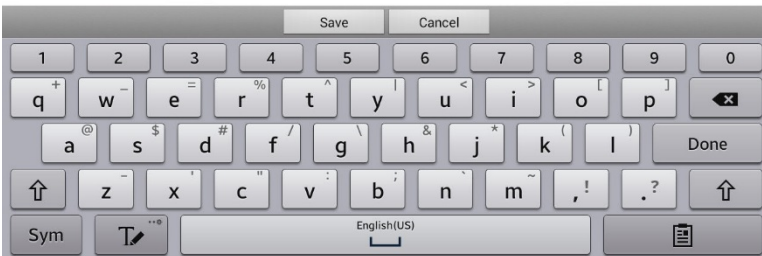 Save Cancel
1 2 3 4 5 6 7 8 9 0
q + w _ e = r % t ^ y | u < i > o [ p ]
a @ s $ d # f / g \ h & j * k ( l ) Done
z - x ' c " v : b ; n ` m ~ , ! . ?
Sym T English(US)